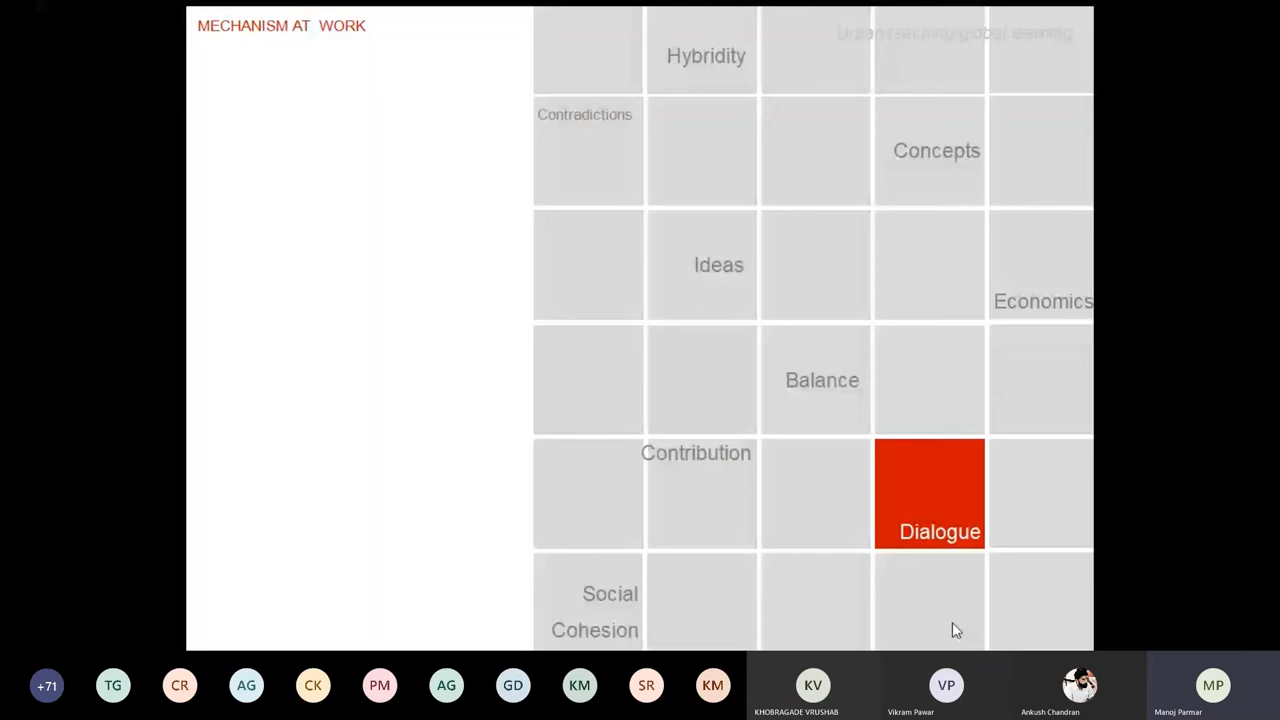 MECHANISM AT WORK
Hybridity
Contradictions
Concepts
Ideas
Economics
Balance
Contribution
Dialogue
Social
Cohesion
+71
TG
CR
AG
CK
PM
AG
GD
KM
SR
KM
KV
KHOBRAGADE VRUSHAB
VP
Vikram Pawar
Ankush Chandran
MP
Manoj Parmar